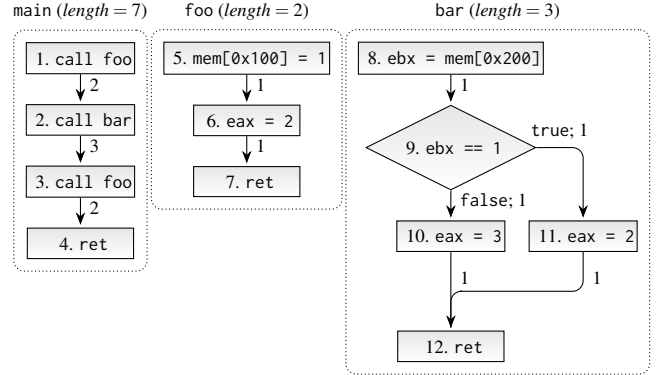 main (length = 7)
1. call foo
2
2. call bar
3
3. call foo
2
4. ret
foo (length = 2)
5. mem[0x100] = 1
1
6. eax = 2
1
7. ret
bar (length = 3)
8. ebx = mem[0x200]
1
9. ebx == 1
true; 1
false; 1
10. eax = 3
11. eax = 2
1
1
12. ret